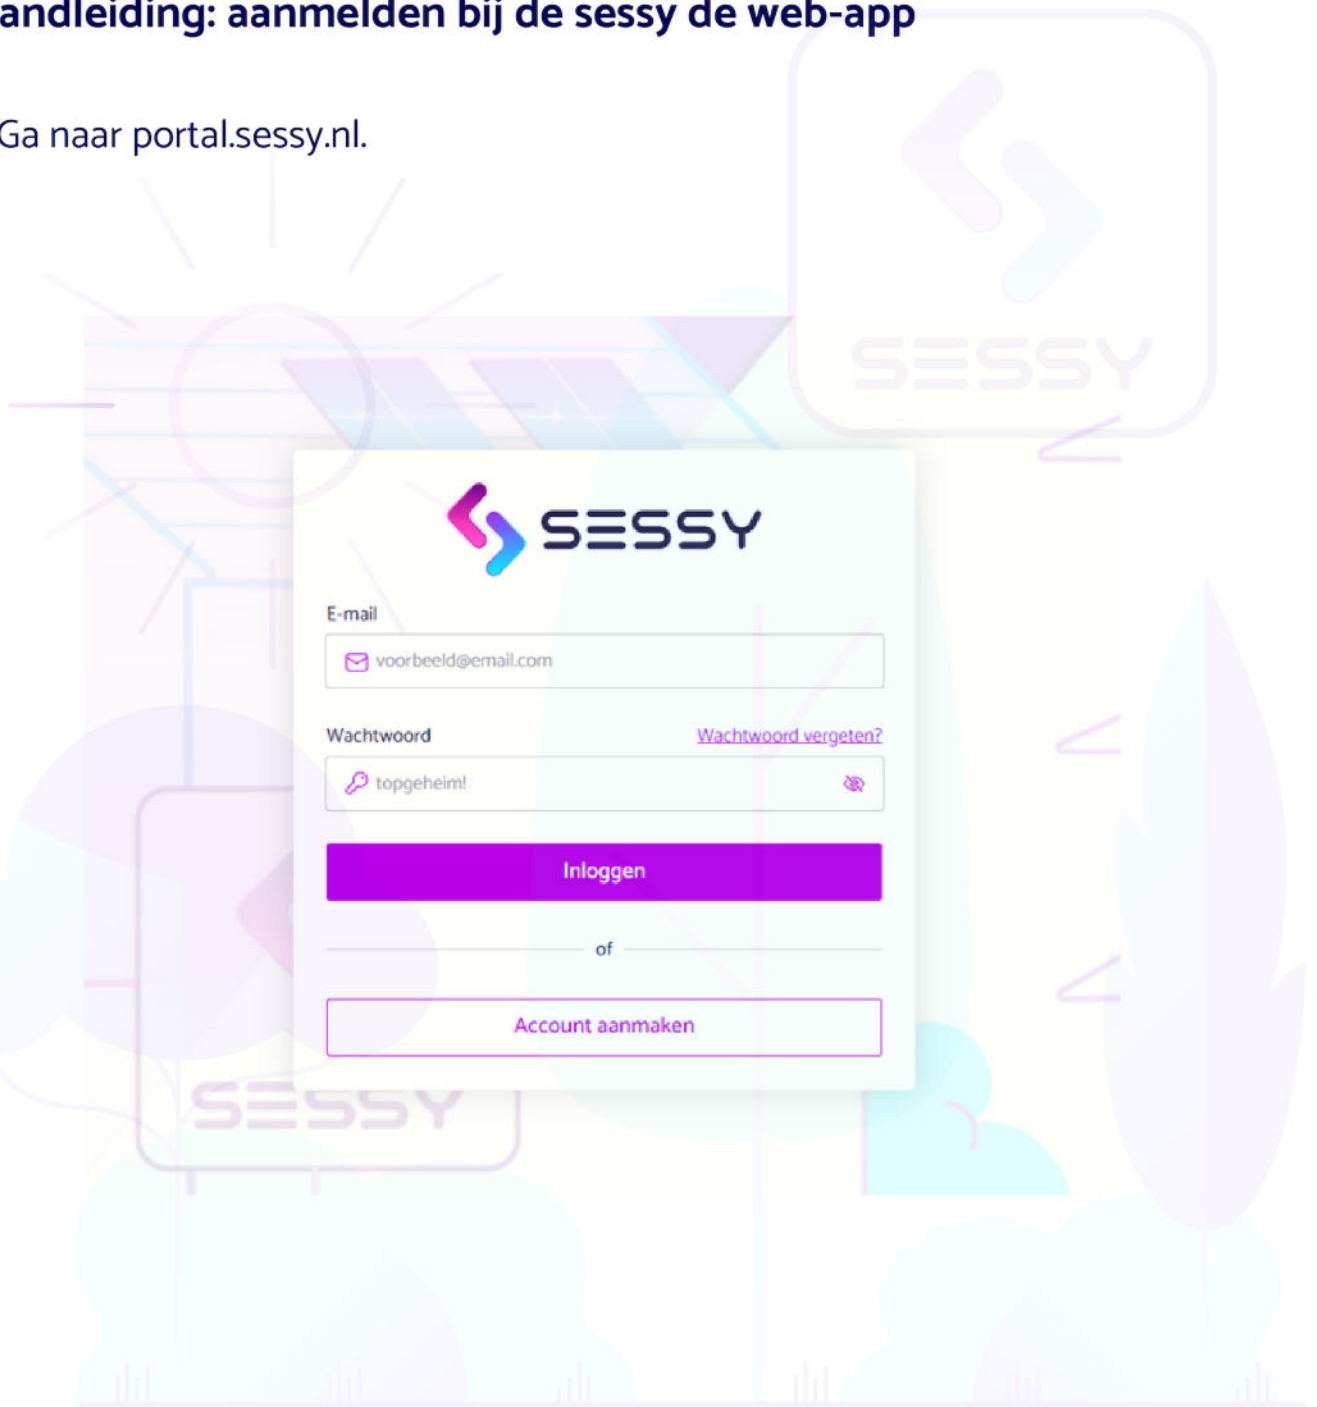 andleiding: aanmelden bij de sessy de web-app
Ga naar portal.sessy.nl.
SESSY
SESSY
E-mail
voorbeeld@email.com
Wachtwoord
Wachtwoord vergeten?
topgeheim!
Inloggen
of
Account aanmaken
SESSY